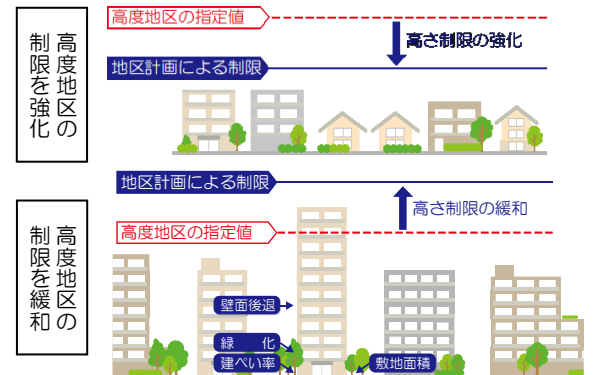 高度地区の
制限を強化
高度地区の指定値
高さ制限の強化
地区計画による制限
高度地区の
制限を緩和
地区計画による制限
高さ制限の緩和
高度地区の指定値
壁面後退
緑　化
建ぺい率
敷地面積